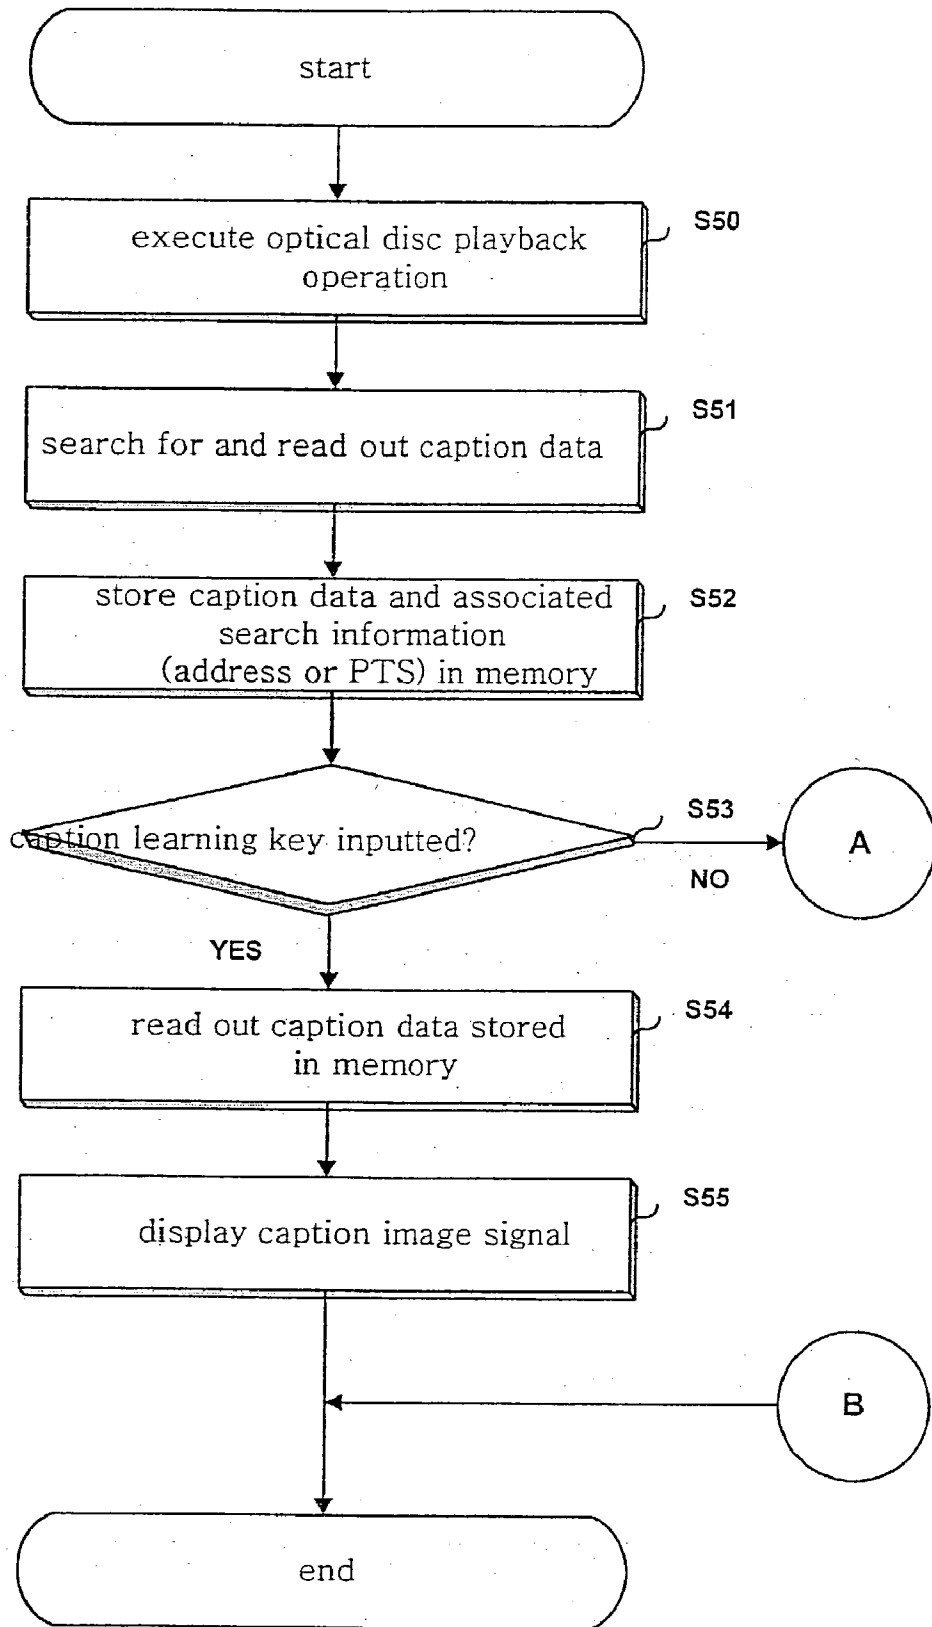 start
execute optical disc playback
operation
S50
search for and read out caption data
S51
store caption data and associated
search information
(address or PTS) in memory
S52
caption learning key inputted?
S53
NO
A
YES
read out caption data stored
in memory
S54
display caption image signal
S55
B
end